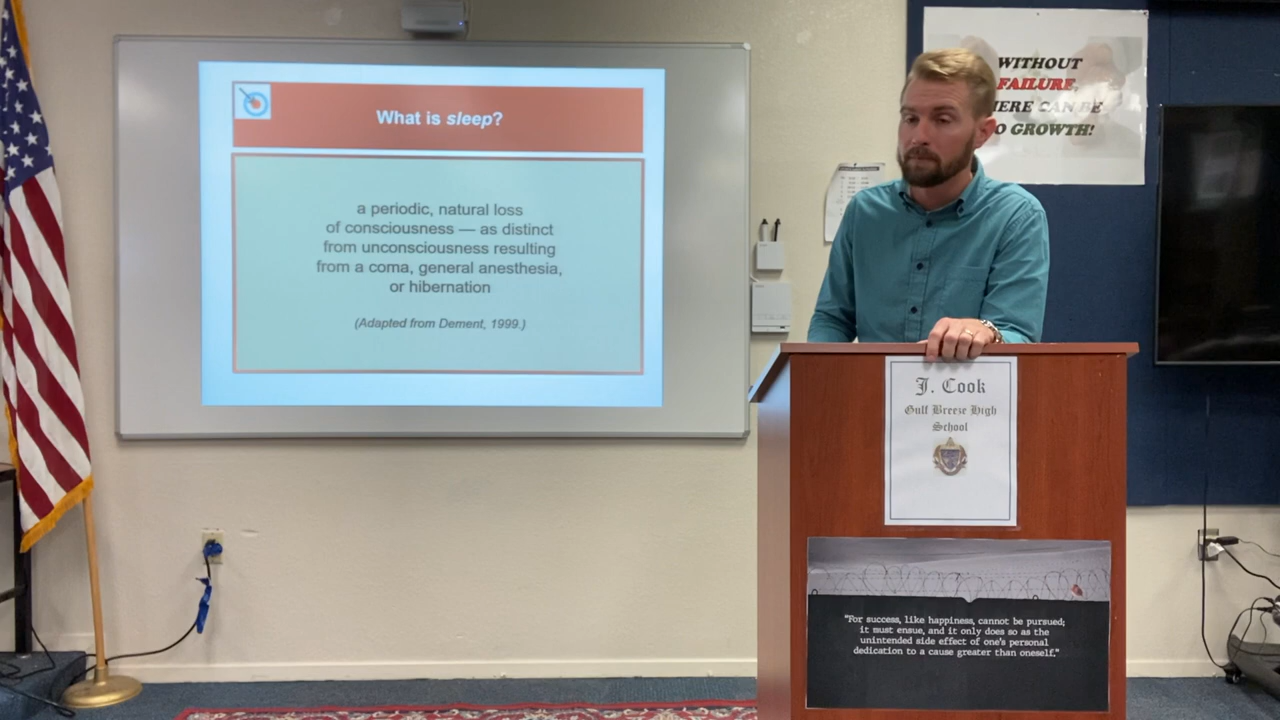 What is sleep?
a periodic, natural loss
of consciousness — as distinct
from unconsciousness resulting
from a coma, general anesthesia,
or hibernation
(Adapted from Dement, 1999.)
WITHOUT
FAILURE,
HERE CAN BE
O GROWTH!
J. Cook
Gulf Breeze High
School
"For success, like happiness, cannot be pursued;
it must ensue, and it only does so as the
unintended side effect of one's personal
dedication to a cause greater than oneself."